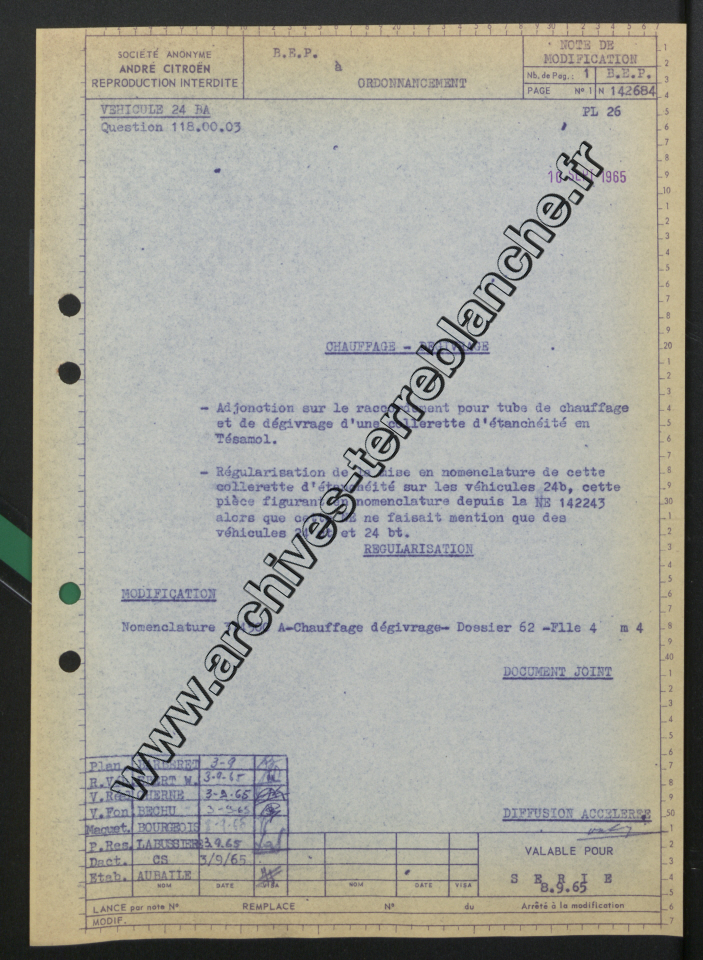 SOCIÉTÉ ANONYME
ANDRÉ CITROËN
REPRODUCTION INTERDITE
B.E.P.
à
ORDONNANCEMENT
NOTE DE
MODIFICATION
Nb. de Pag.: 1 B.E.P.
PAGE N° 1 N 142684
VEHICULE 24 BA
Question 118.00.03
PL 26
1965
CHAUFFAGE - DEGIVRAGE
- Adjonction sur le raccordement pour tube de chauffage
et de dégivrage d'une collerette d'étanchéité en
Tésamol.
- Régularisation de la mise en nomenclature de cette
collerette d'étanchéité sur les véhicules 24b, cette
pièce figurant en nomenclature depuis la NE 142243
alors que cette NE ne faisait mention que des
véhicules et 24 bt.
REGULARISATION
MODIFICATION
Nomenclature A-Chauffage dégivrage- Dossier 62 -Flle 4 m 4
DOCUMENT JOINT
www.archives-terreblanche.fr
Plan 3-9
R.V. W. 3.9.65
V. 3-9-65
V.Fon. BECHU
Maquet. BOURGEOIS
P.Res. LABUSSIERE 3.9.65
Dact. CS 3/9/65
Etab. AUBAILE
NOM DATE VISA NOM DATE VISA
DIFFUSION ACCELEREE
VALABLE POUR
S E R I E
8.9.65
LANCE par note N° REMPLACE N° du Arrêté à la modification
MODIF.